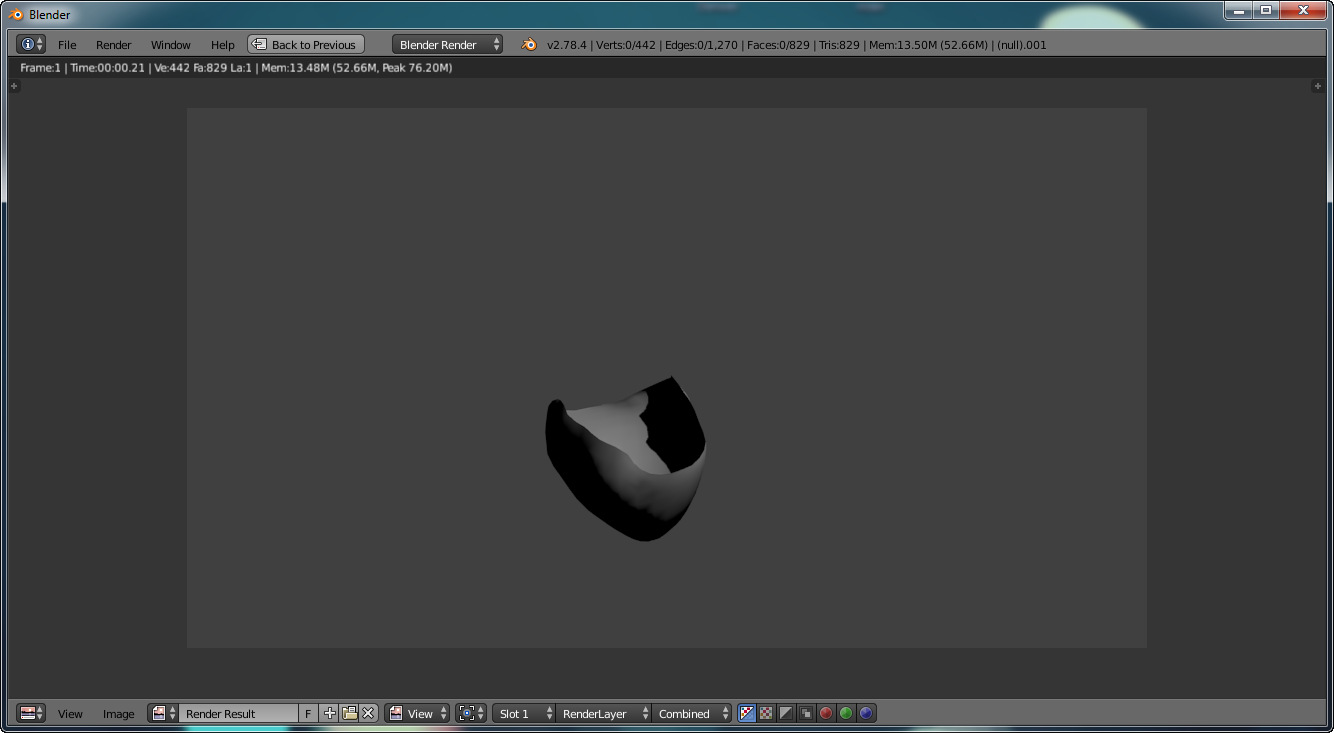 Blender
File Render Window Help Back to Previous Blender Render v2.78.4 | Verts:0/442 | Edges:0/1,270 | Faces:0/829 | Tris:829 | Mem:13.50M (52.66M) | (null).001
Frame:1 | Time:00:00.21 | Ve:442 Fa:829 La:1 | Mem:13.48M (52.66M, Peak 76.20M)
View Image Render Result F View Slot 1 RenderLayer Combined